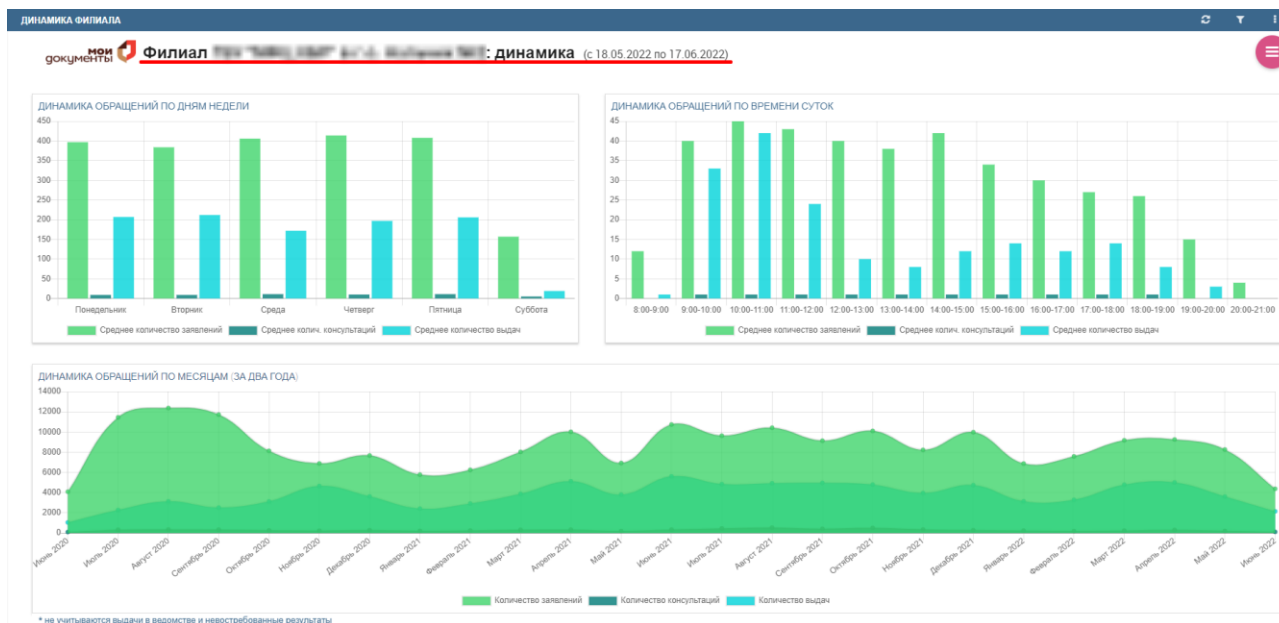 ДИНАМИКА ФИЛИАЛА
мои
документы
Филиал : динамика (с 18.05.2022 по 17.06.2022)
ДИНАМИКА ОБРАЩЕНИЙ ПО ДНЯМ НЕДЕЛИ
450
400
350
300
250
200
150
100
50
0
Понедельник Вторник Среда Четверг Пятница Суббота
Среднее количество заявлений Среднее колич. консультаций Среднее количество выдач
ДИНАМИКА ОБРАЩЕНИЙ ПО ВРЕМЕНИ СУТОК
45
40
35
30
25
20
15
10
5
0
8:00-9:00 9:00-10:00 10:00-11:00 11:00-12:00 12:00-13:00 13:00-14:00 14:00-15:00 15:00-16:00 16:00-17:00 17:00-18:00 18:00-19:00 19:00-20:00 20:00-21:00
Среднее количество заявлений Среднее колич. консультаций Среднее количество выдач
ДИНАМИКА ОБРАЩЕНИЙ ПО МЕСЯЦАМ (ЗА ДВА ГОДА)
14000
12000
10000
8000
6000
4000
2000
0
Июнь 2020 Июль 2020 Август 2020 Сентябрь 2020 Октябрь 2020 Ноябрь 2020 Декабрь 2020 Январь 2021 Февраль 2021 Март 2021 Апрель 2021 Май 2021 Июнь 2021 Июль 2021 Август 2021 Сентябрь 2021 Октябрь 2021 Ноябрь 2021 Декабрь 2021 Январь 2022 Февраль 2022 Март 2022 Апрель 2022 Май 2022 Июнь 2022
Количество заявлений Количество консультаций Количество выдач
* не учитываются выдачи в ведомстве и невостребованные результаты